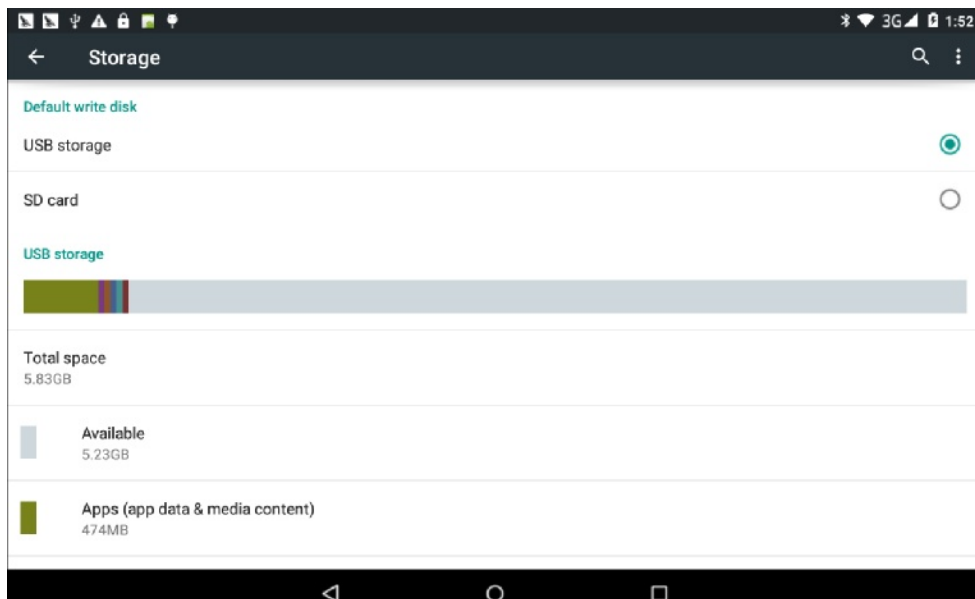 3G 1:52
Storage
Default write disk
USB storage
SD card
USB storage
Total space
5.83GB
Available
5.23GB
Apps (app data & media content)
474MB